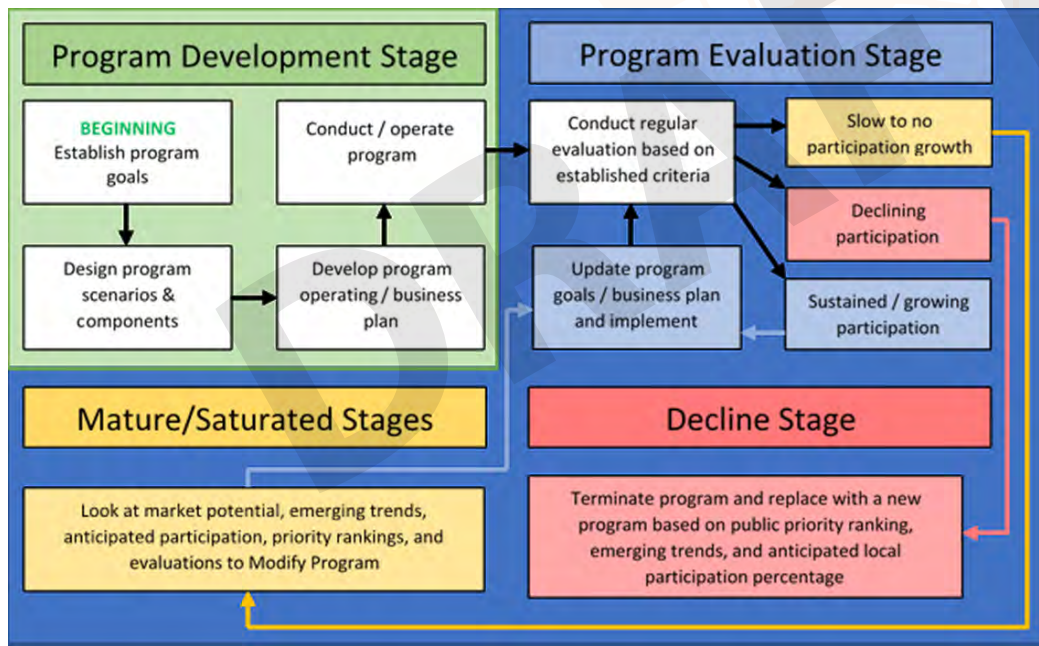 Program Development Stage
BEGINNING
Establish program
goals
Design program
scenarios &
components
Develop program
operating / business
plan
Conduct / operate
program
Program Evaluation Stage
Conduct regular
evaluation based on
established criteria
Slow to no
participation growth
Declining
participation
Sustained / growing
participation
Update program
goals / business plan
and implement
Mature/Saturated Stages
Look at market potential, emerging trends,
anticipated participation, priority rankings, and
evaluations to Modify Program
Decline Stage
Terminate program and replace with a new
program based on public priority ranking,
emerging trends, and anticipated local
participation percentage
DRAFT